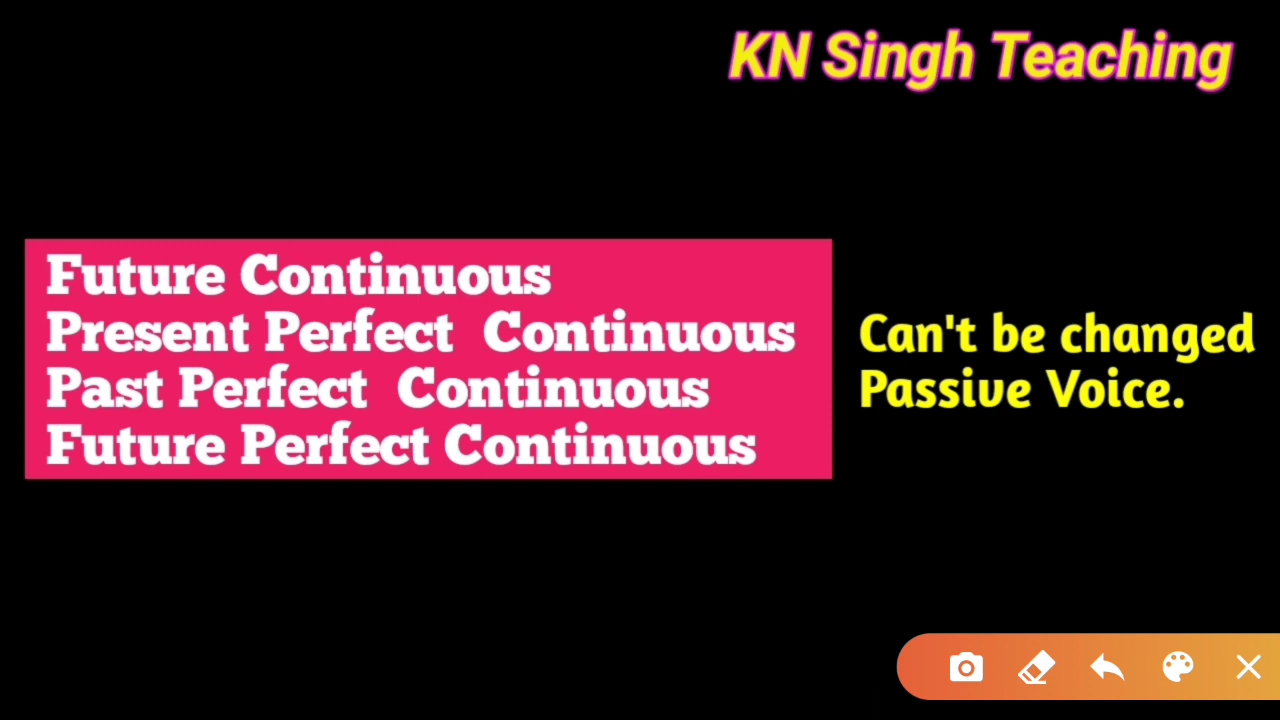 KN Singh Teaching
Future Continuous
Present Perfect Continuous
Past Perfect Continuous
Future Perfect Continuous
Can't be changed
Passive Voice.